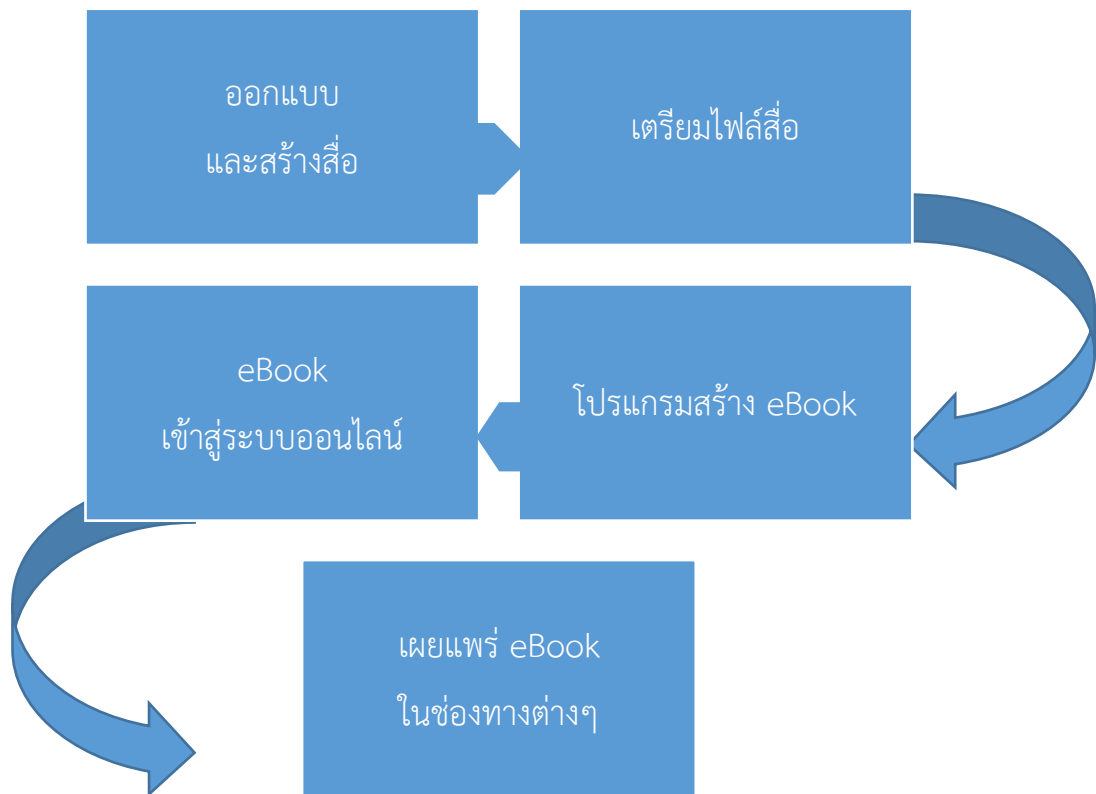 ออกแบบ
และสร้างสื่อ
เตรียมไฟล์สื่อ
โปรแกรมสร้าง eBook
eBook
เข้าสู่ระบบออนไลน์
เผยแพร่ eBook
ในช่องทางต่างๆ